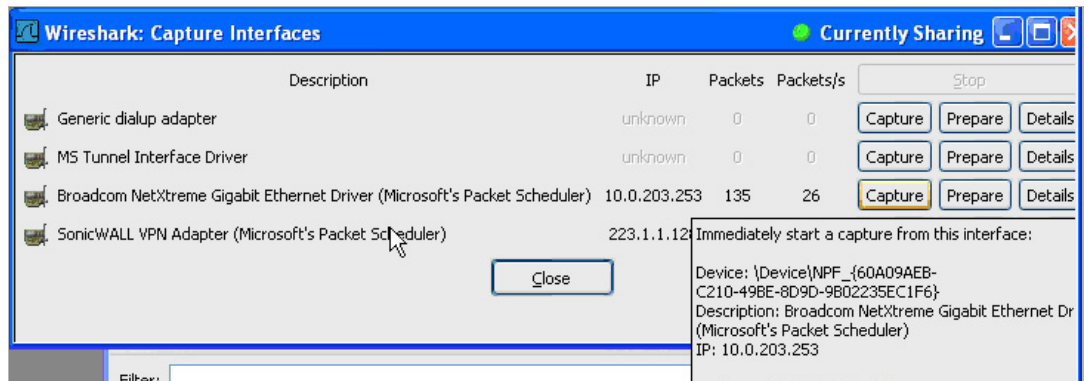 Wireshark: Capture Interfaces Currently Sharing
Description IP Packets Packets/s Stop
Generic dialup adapter unknown 0 0 Capture Prepare Details
MS Tunnel Interface Driver unknown 0 0 Capture Prepare Details
Broadcom NetXtreme Gigabit Ethernet Driver (Microsoft's Packet Scheduler) 10.0.203.253 135 26 Capture Prepare Details
SonicWALL VPN Adapter (Microsoft's Packet Scheduler) 223.1.1.128
Close
Immediately start a capture from this interface:
Device: \Device\NPF_{60A09AEB-
C210-49BE-8D9D-9B02235EC1F6}
Description: Broadcom NetXtreme Gigabit Ethernet Dr
(Microsoft's Packet Scheduler)
IP: 10.0.203.253
Filter: